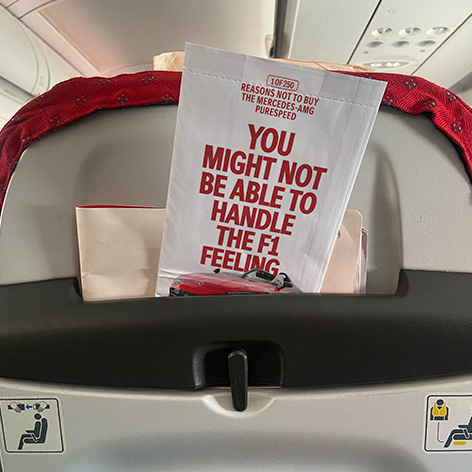 1 OF 250
REASONS NOT TO BUY
THE MERCEDES-AMG
PURESPEED
YOU
MIGHT NOT
BE ABLE TO
HANDLE
THE F1
FEELING